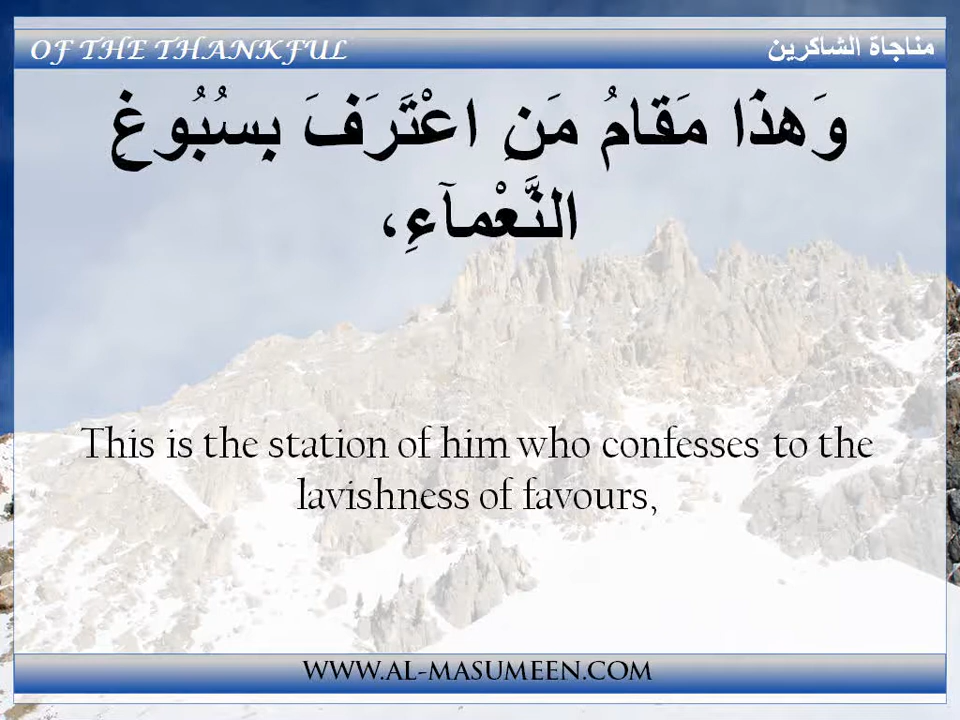 OF THE THANKFUL
مناجاة الشاكرين
وَهذَا مَقامُ مَنِ اعْتَرَفَ بِسُبُوغِ
النَّعْمآءِ،
This is the station of him who confesses to the
lavishness of favours,
WWW.AL-MASUMEEN.COM